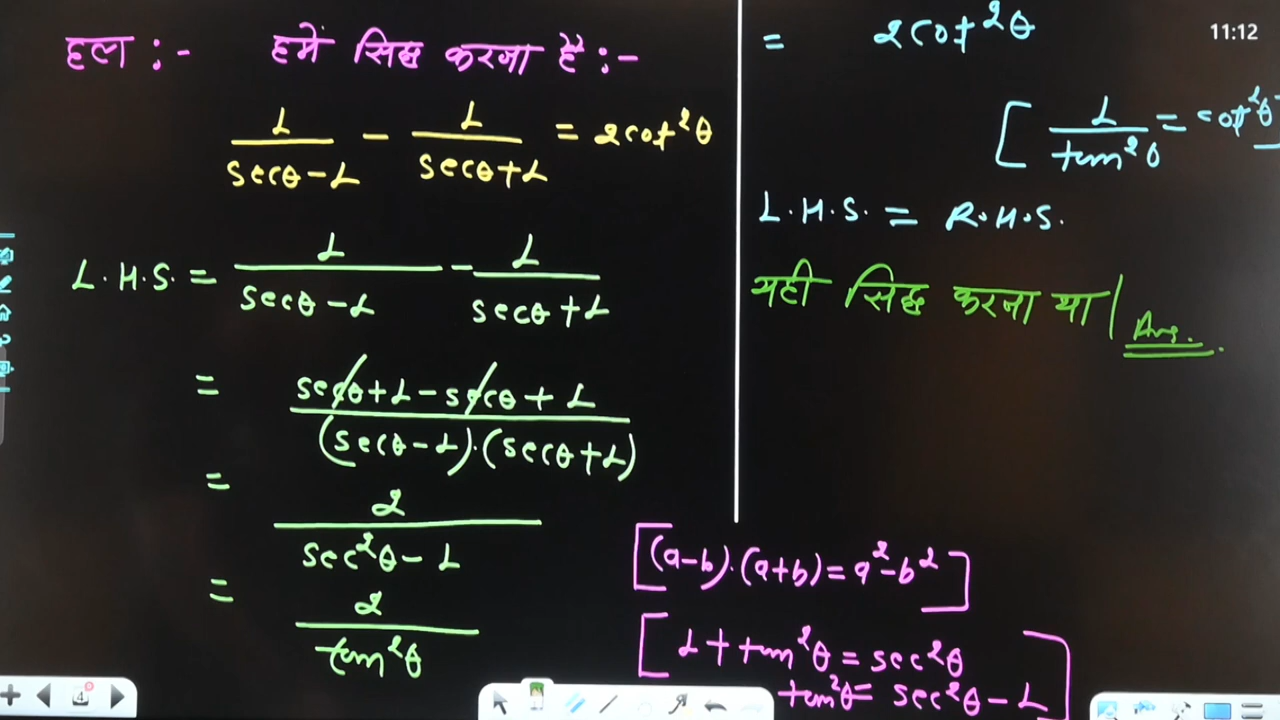 हल :- हमें सिद्ध करना है :-
1/(secθ-1) - 1/(secθ+1) = 2cot²θ
L.H.S. = 1/(secθ-1) - 1/(secθ+1)
= (secθ+1-secθ+1)/((secθ-1).(secθ+1))
= 2/(sec²θ-1)
= 2/tan²θ
[(a-b).(a+b)=a²-b²]
[1+tan²θ=sec²θ
tan²θ= sec²θ-1]
= 2cot²θ
[1/tan²θ = cot²θ]
L.H.S. = R.H.S.
यही सिद्ध करना था| Ans.
11:12
4